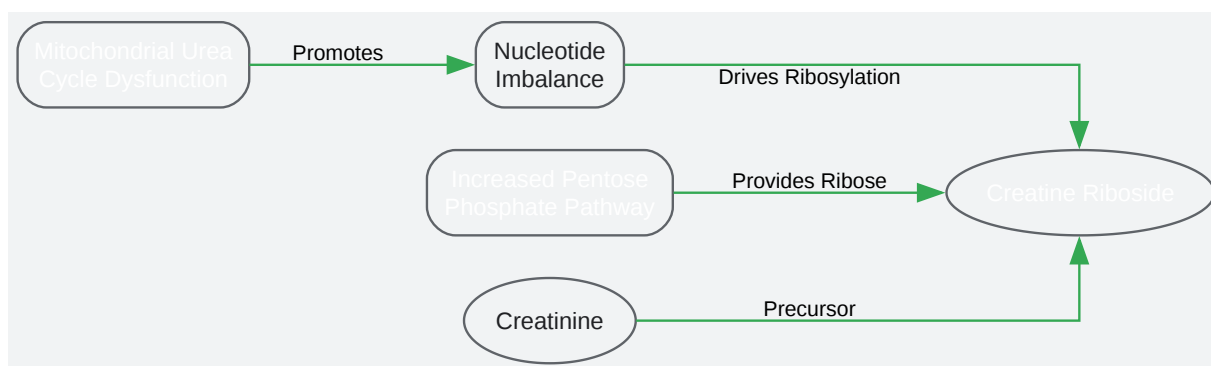 Mitochondrial Urea
Cycle Dysfunction
Promotes
Nucleotide
Imbalance
Drives Ribosylation
Increased Pentose
Phosphate Pathway
Provides Ribose
Creatine Riboside
Creatinine
Precursor